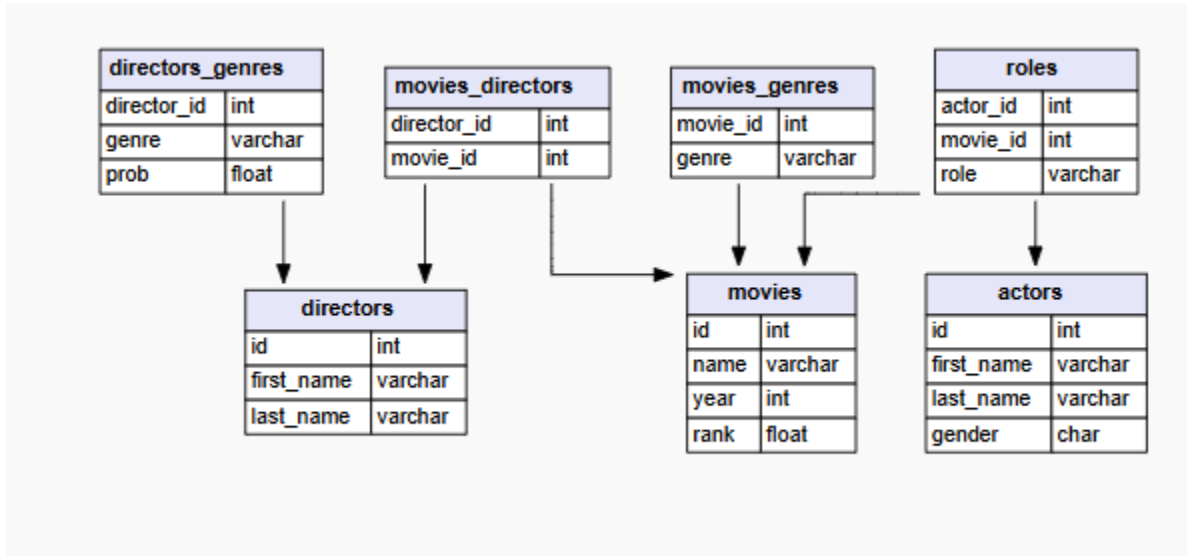 directors_genres
director_id int
genre varchar
prob float
movies_directors
director_id int
movie_id int
movies_genres
movie_id int
genre varchar
roles
actor_id int
movie_id int
role varchar
directors
id int
first_name varchar
last_name varchar
movies
id int
name varchar
year int
rank float
actors
id int
first_name varchar
last_name varchar
gender char